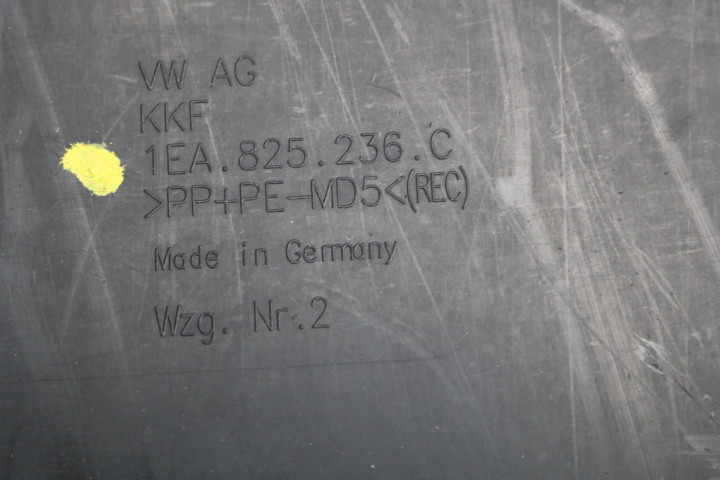 VW AG
KKF
1EA.825.236.C
>PP+PE-MD5<(REC)
Made in Germany
Wzg. Nr.2